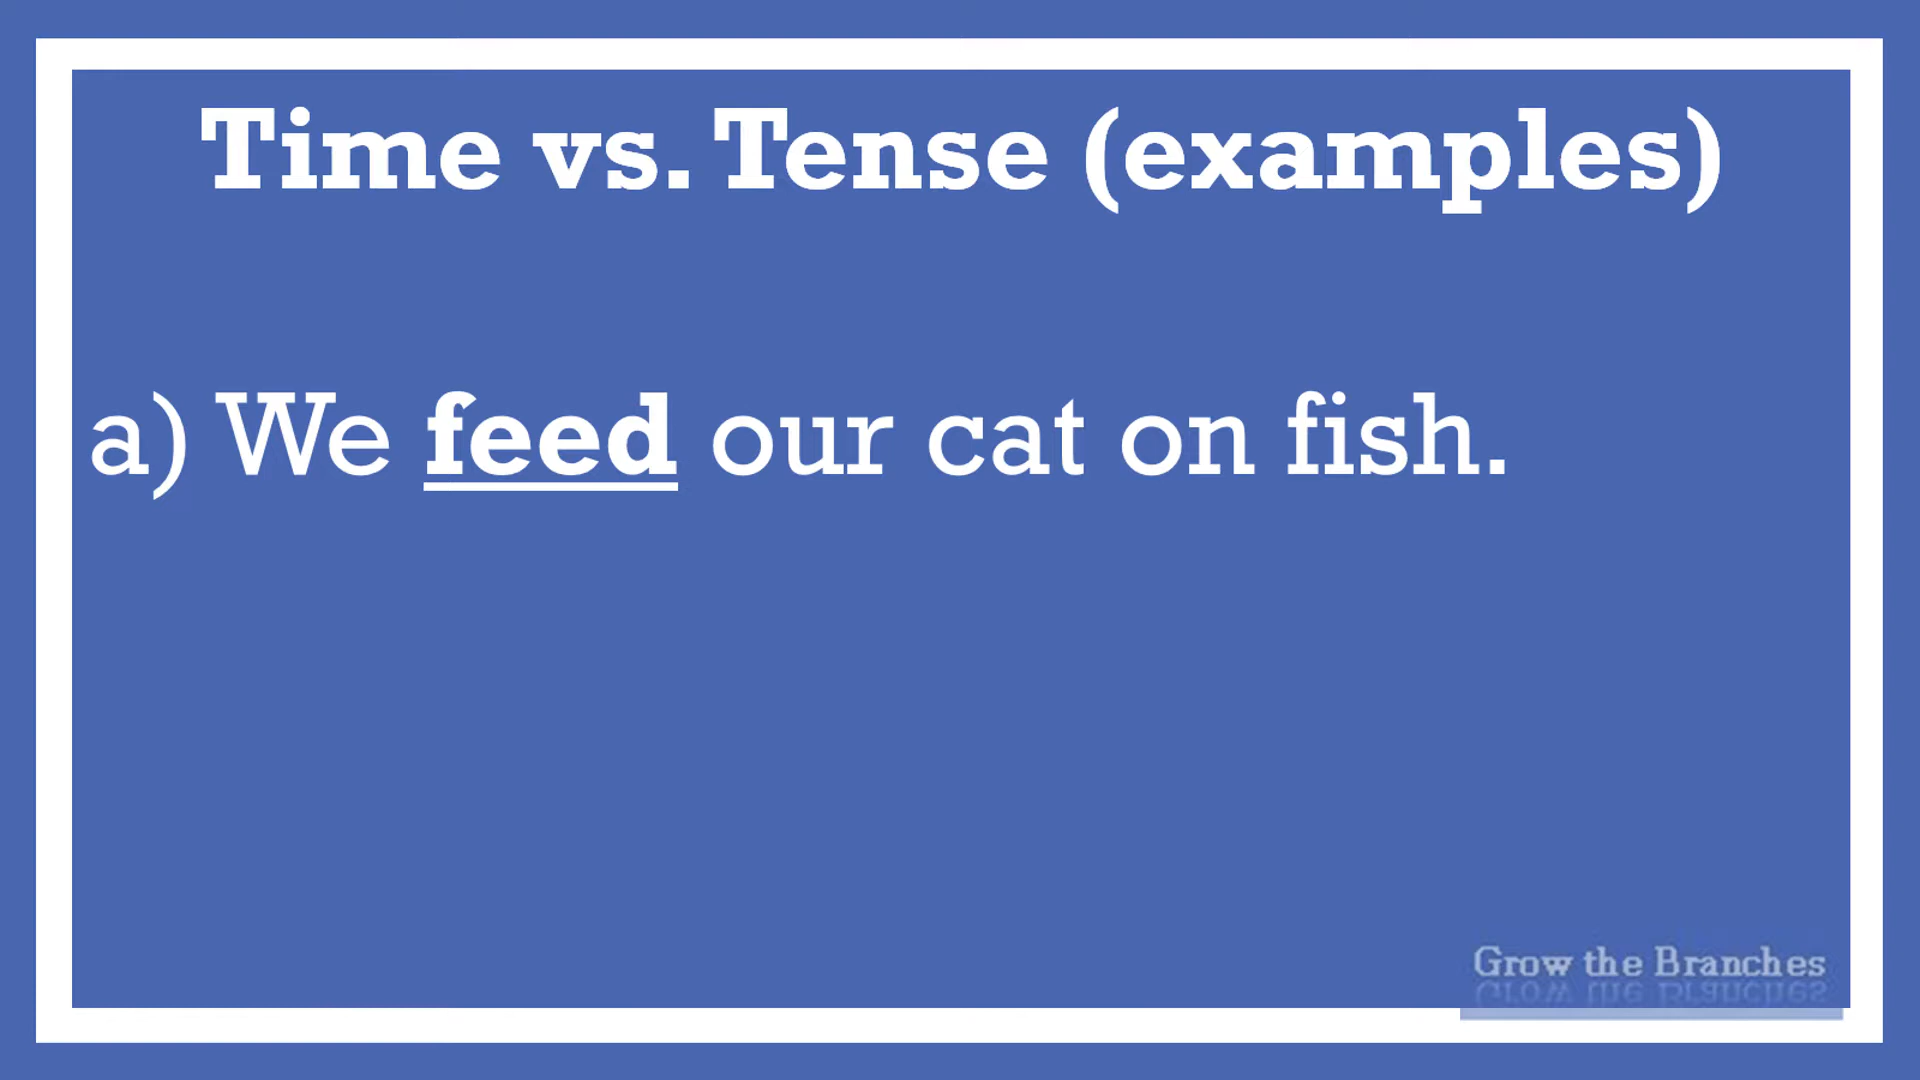 Time vs. Tense (examples)
a) We feed our cat on fish.
Grow the Branches